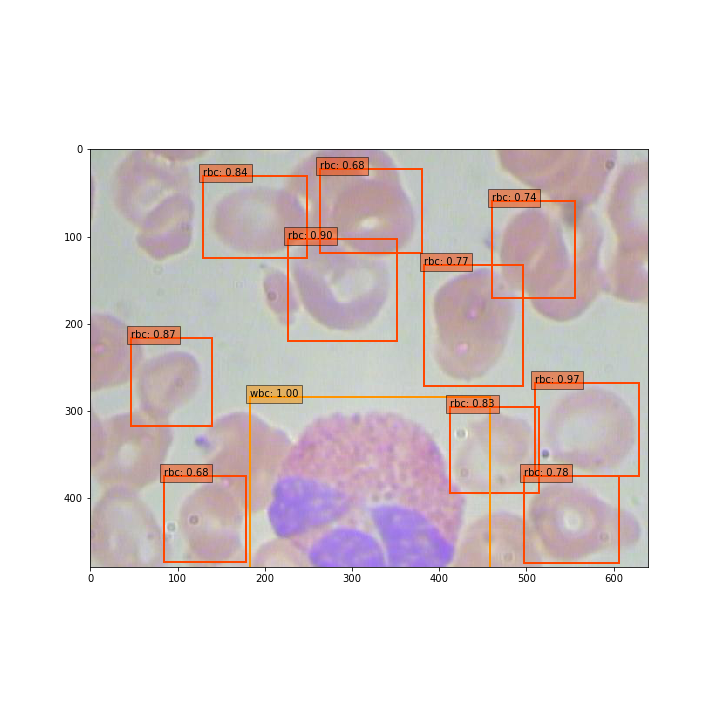 0
100
200
300
400
0
100
200
300
400
500
600
rbc: 0.84
rbc: 0.68
rbc: 0.90
rbc: 0.74
rbc: 0.77
rbc: 0.87
rbc: 0.97
wbc: 1.00
rbc: 0.83
rbc: 0.68
rbc: 0.78